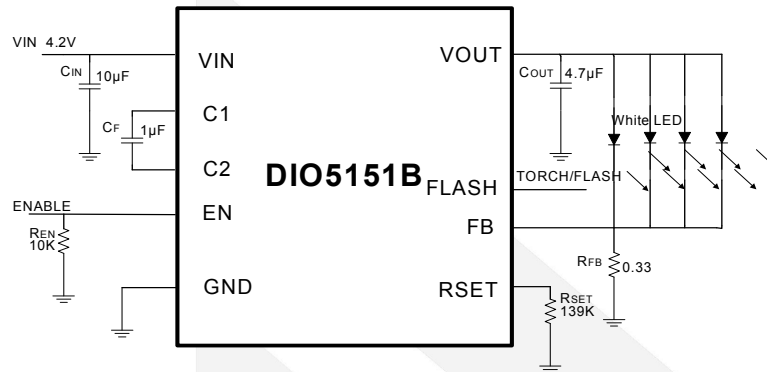 VIN 4.2V
CIN
10µF
VIN
VOUT
COUT
4.7µF
C1
CF
1µF
C2
White LED
DIO5151B
FLASH
TORCH/FLASH
ENABLE
EN
FB
REN
10K
RFB
0.33
GND
RSET
RSET
139K